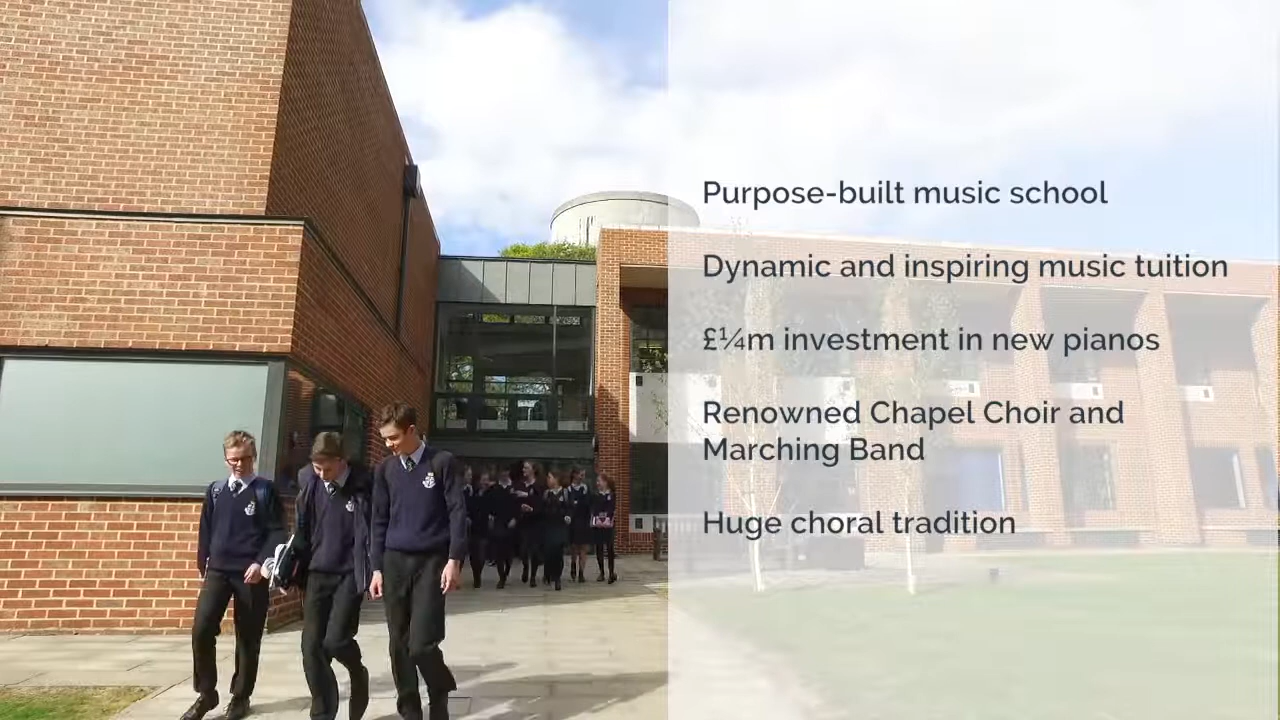 Purpose-built music school
Dynamic and inspiring music tuition
£¼m investment in new pianos
Renowned Chapel Choir and
Marching Band
Huge choral tradition